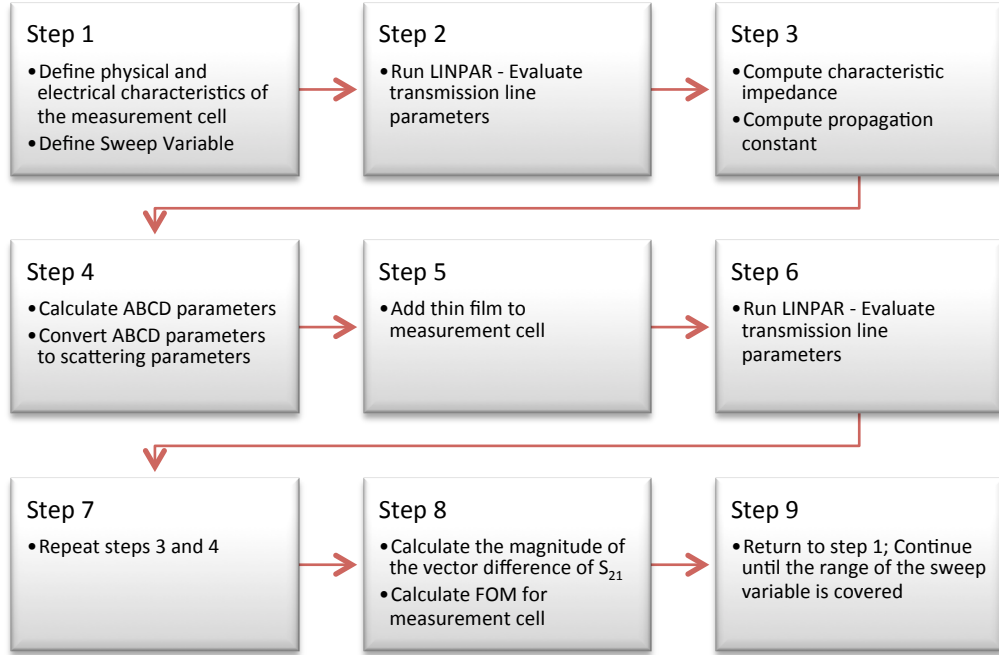 Step 1
•Define physical and
electrical characteristics of
the measurement cell
•Define Sweep Variable
Step 2
•Run LINPAR - Evaluate
transmission line
parameters
Step 3
•Compute characteristic
impedance
•Compute propagation
constant
Step 4
•Calculate ABCD parameters
•Convert ABCD parameters
to scattering parameters
Step 5
•Add thin film to
measurement cell
Step 6
•Run LINPAR - Evaluate
transmission line
parameters
Step 7
•Repeat steps 3 and 4
Step 8
•Calculate the magnitude of
the vector difference of S₂₁
•Calculate FOM for
measurement cell
Step 9
•Return to step 1; Continue
until the range of the sweep
variable is covered